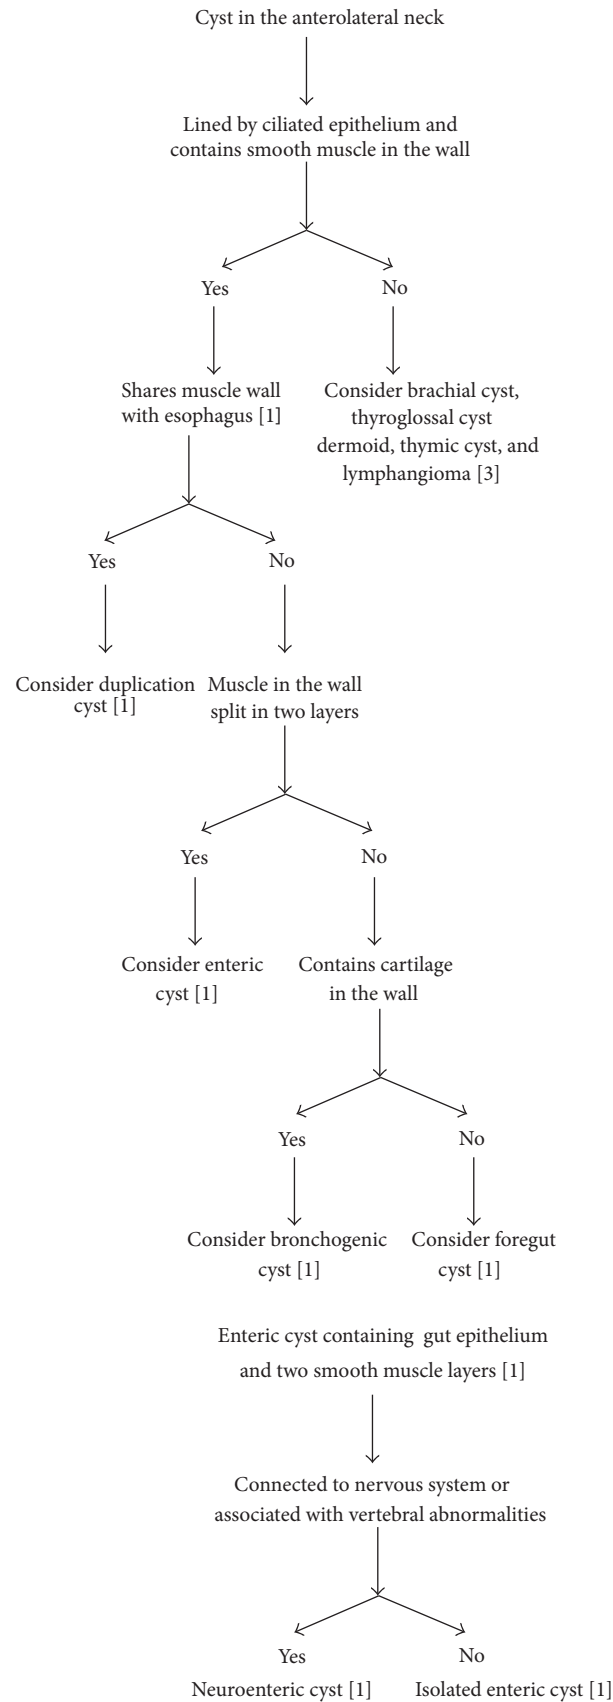 Cyst in the anterolateral neck
Lined by ciliated epithelium and
contains smooth muscle in the wall
Yes
No
Shares muscle wall
with esophagus [1]
Consider brachial cyst,
thyroglossal cyst
dermoid, thymic cyst, and
lymphangioma [3]
Yes
No
Consider duplication
cyst [1]
Muscle in the wall
split in two layers
Yes
No
Consider enteric
cyst [1]
Contains cartilage
in the wall
Yes
No
Consider bronchogenic
cyst [1]
Consider foregut
cyst [1]
Enteric cyst containing gut epithelium
and two smooth muscle layers [1]
Connected to nervous system or
associated with vertebral abnormalities
Yes
No
Neuroenteric cyst [1]
Isolated enteric cyst [1]